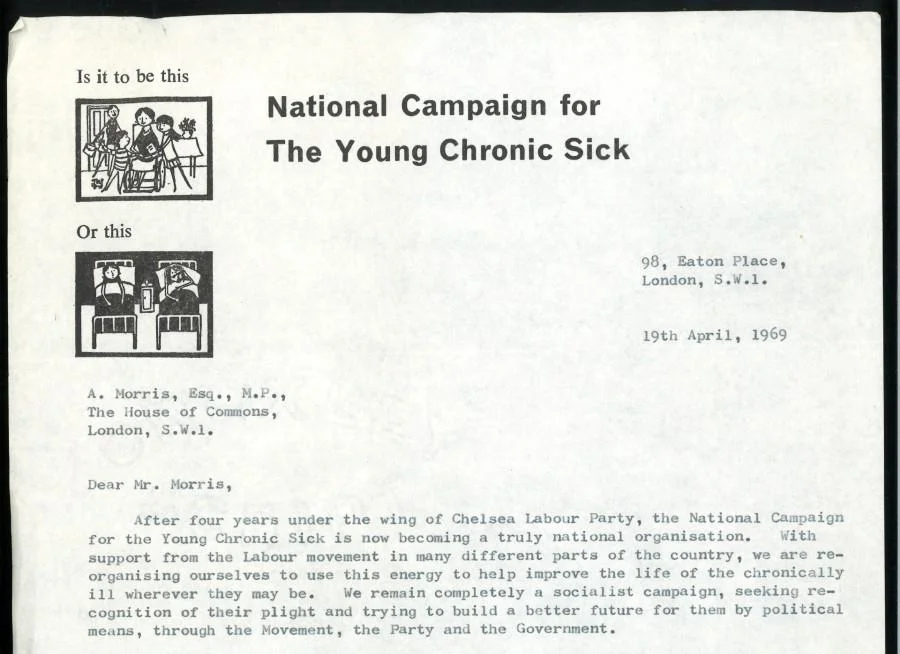 Is it to be this
National Campaign for
The Young Chronic Sick
Or this
98, Eaton Place,
London, S.W.1.
19th April, 1969
A. Morris, Esq., M.P.,
The House of Commons,
London, S.W.1.
Dear Mr. Morris,
After four years under the wing of Chelsea Labour Party, the National Campaign
for the Young Chronic Sick is now becoming a truly national organisation. With
support from the Labour movement in many different parts of the country, we are re-
organising ourselves to use this energy to help improve the life of the chronically
ill wherever they may be. We remain completely a socialist campaign, seeking re-
cognition of their plight and trying to build a better future for them by political
means, through the Movement, the Party and the Government.